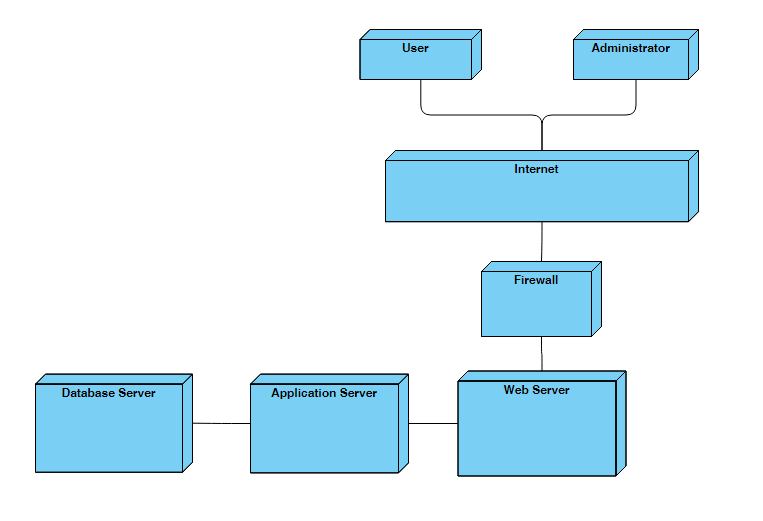 User
Administrator
Internet
Firewall
Database Server
Application Server
Web Server